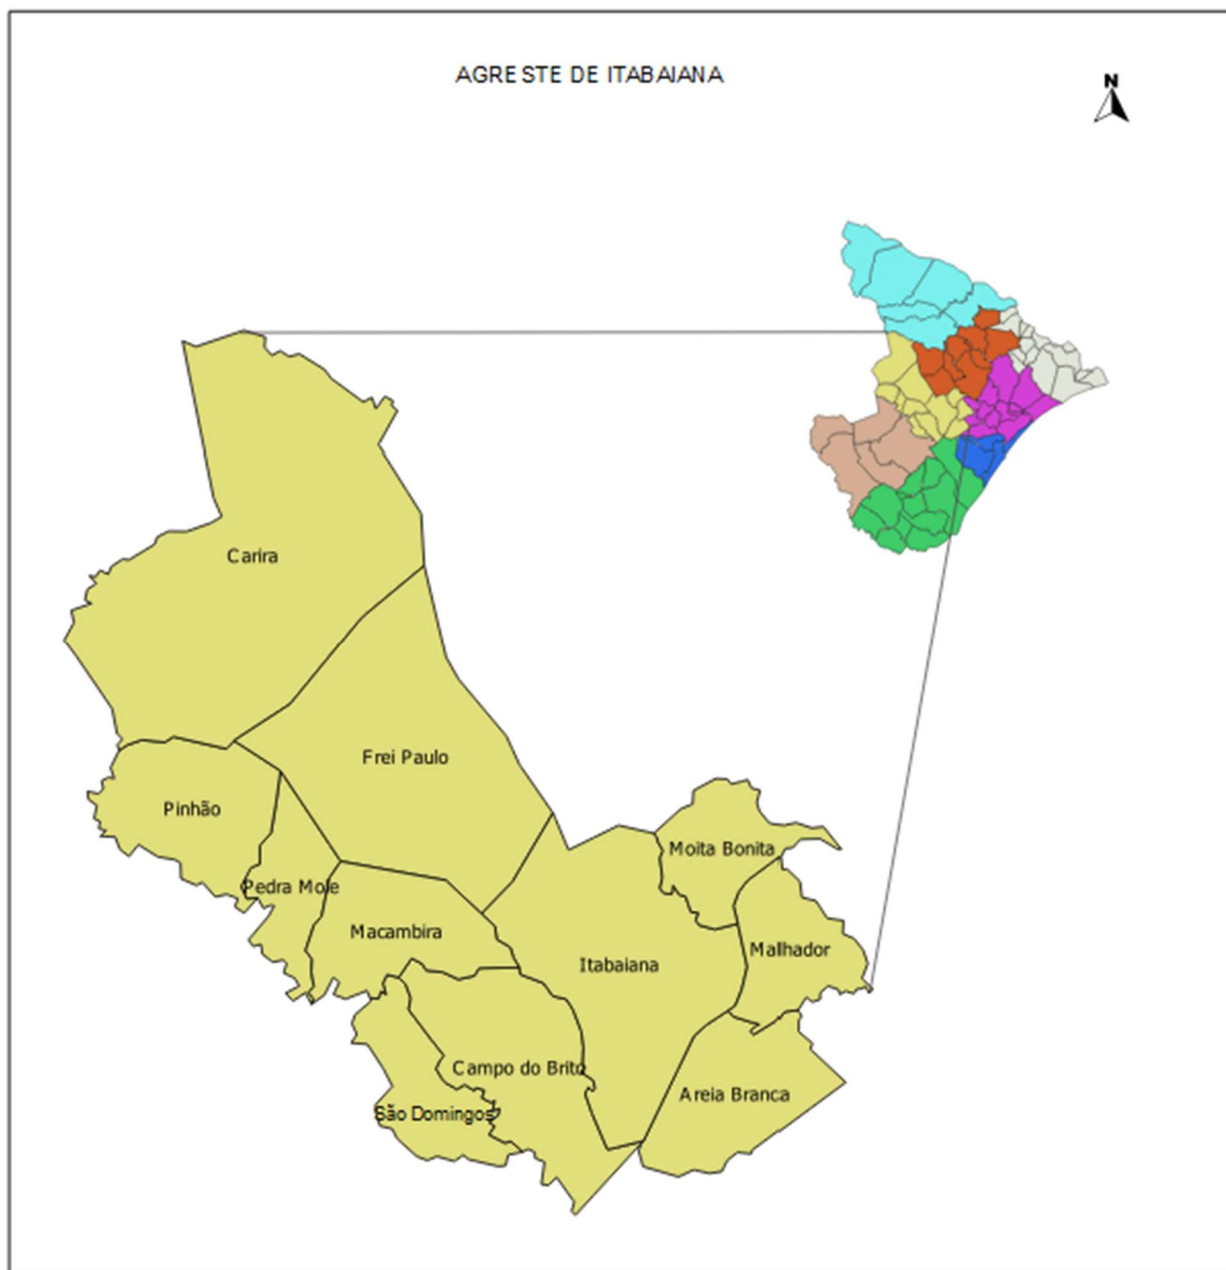 AGRESTE DE ITABAIANA
N
Carira
Frei Paulo
Pinhão
Moita Bonita
Pedra Mole
Macambira
Malhador
Itabaiana
Campo do Brito
Areia Branca
São Domingos